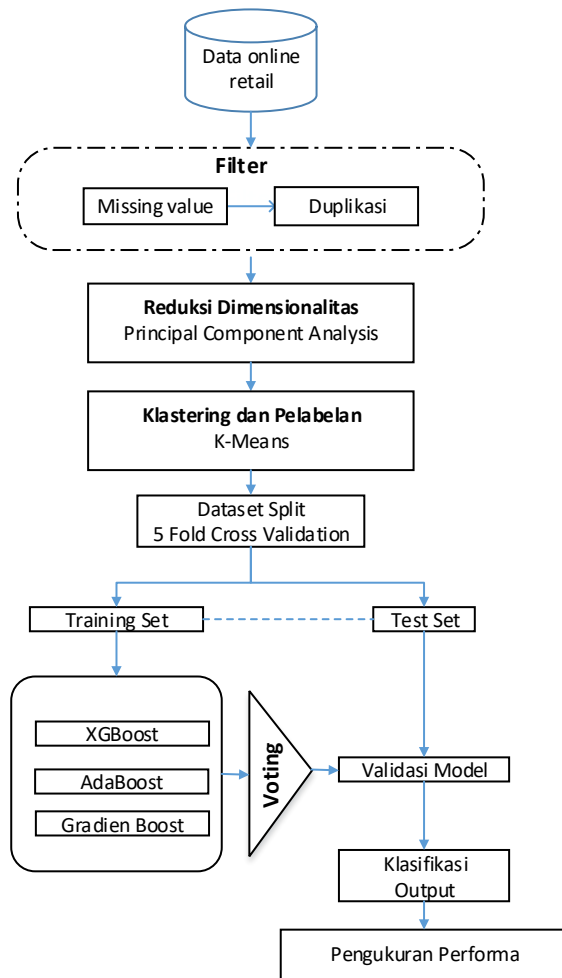 Data online
retail
Filter
Missing value
Duplikasi
Reduksi Dimensionalitas
Principal Component Analysis
Klastering dan Pelabelan
K-Means
Dataset Split
5 Fold Cross Validation
Training Set
Test Set
XGBoost
AdaBoost
Gradien Boost
Voting
Validasi Model
Klasifikasi
Output
Pengukuran Performa